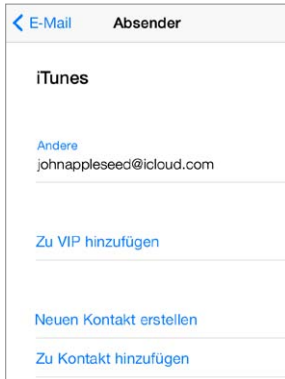 E-Mail Absender
iTunes
Andere
johnappleseed@icloud.com
Zu VIP hinzufügen
Neuen Kontakt erstellen
Zu Kontakt hinzufügen